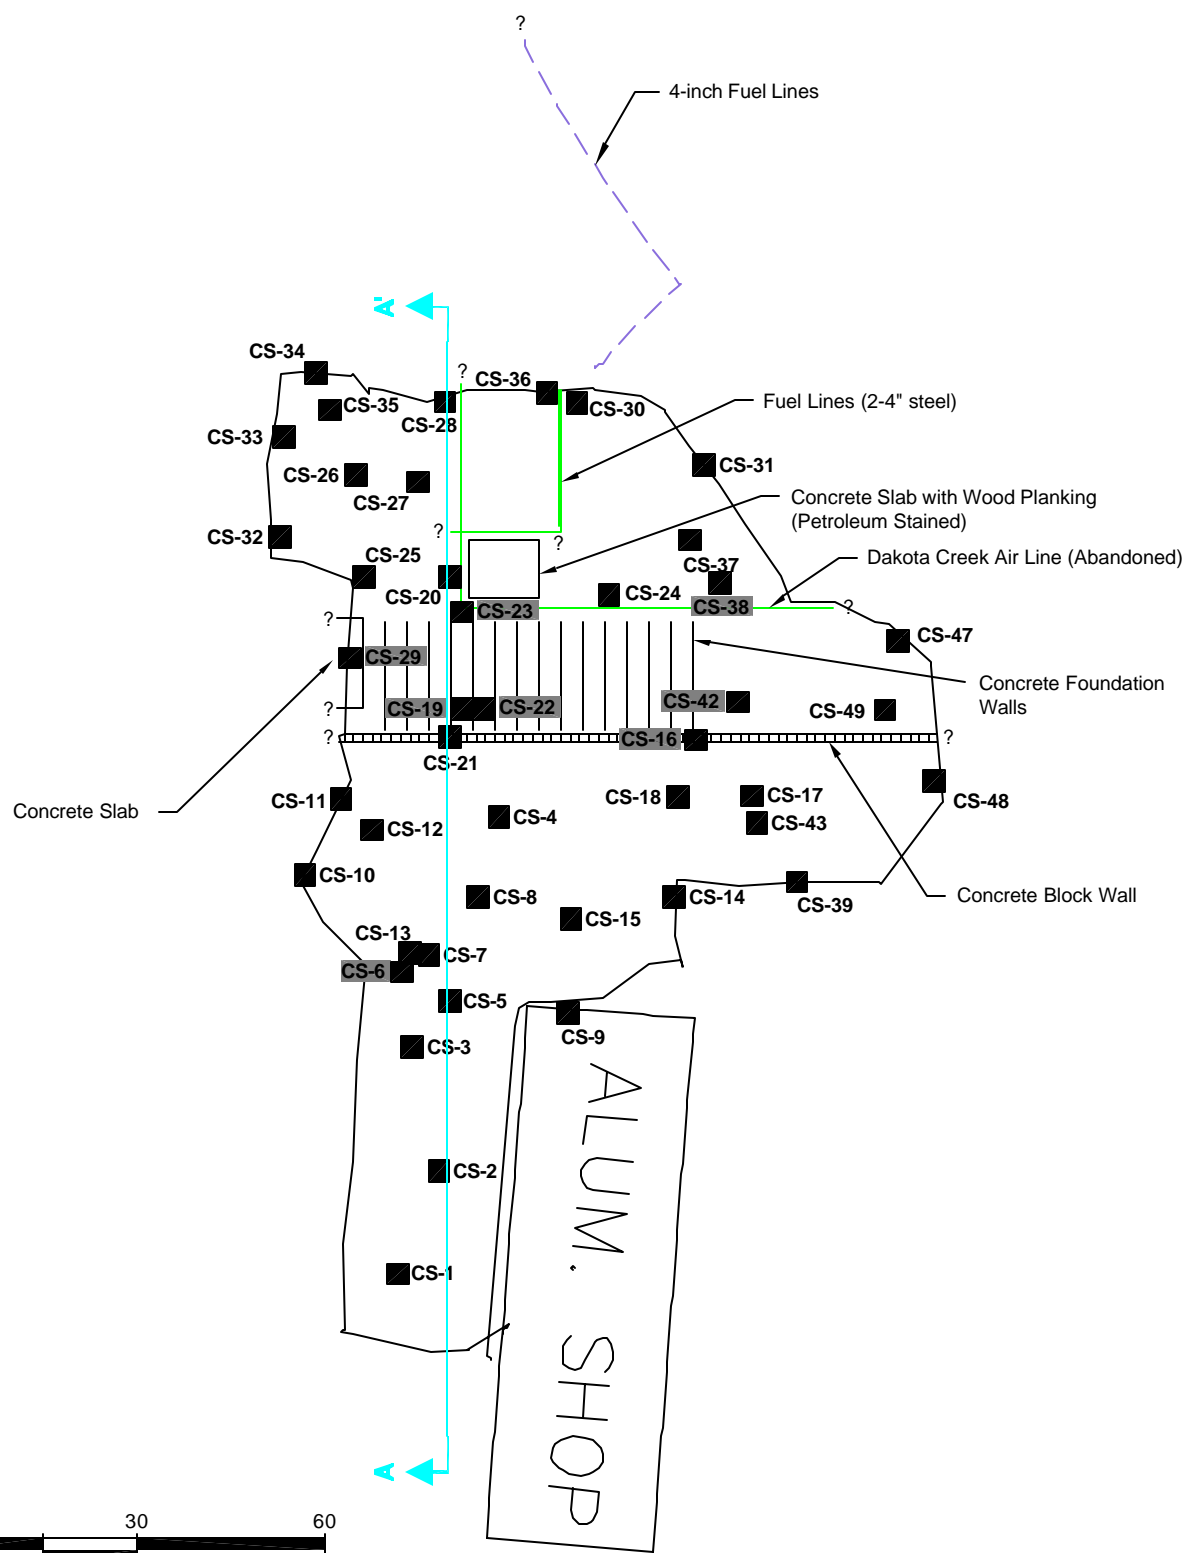 ?
4-inch Fuel Lines
A'
CS-34
?
CS-36
Fuel Lines (2-4" steel)
CS-35
CS-28
CS-30
CS-33
CS-31
CS-26
CS-27
Concrete Slab with Wood Planking
(Petroleum Stained)
CS-32
?
?
CS-25
CS-37
Dakota Creek Air Line (Abandoned)
CS-20
CS-24
CS-23
CS-38
?
?
CS-47
CS-29
Concrete Foundation
Walls
?
CS-19
CS-22
CS-42
CS-49
?
CS-21
CS-16
?
CS-11
CS-18
CS-17
CS-48
Concrete Slab
CS-12
CS-4
CS-43
CS-10
CS-8
CS-14
CS-39
Concrete Block Wall
CS-15
CS-13
CS-7
CS-6
CS-5
CS-9
CS-3
CS-2
CS-1
ALUM. SHOP
A
30
60